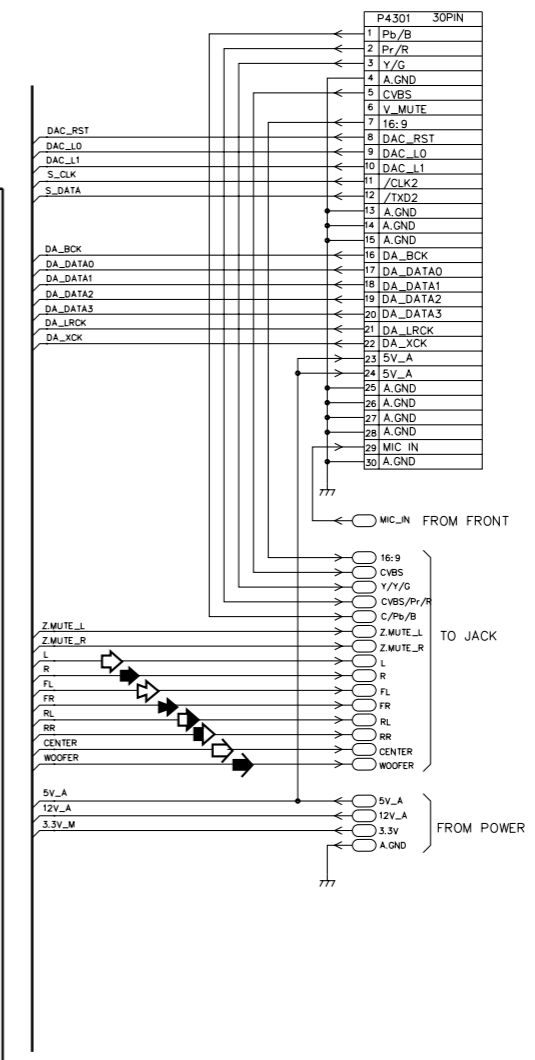 P4301 30PIN
1 Pb/B
2 Pr/R
3 Y/G
4 A.GND
5 CVBS
6 V_MUTE
7 16:9
DAC_RST 8 DAC_RST
DAC_L0 9 DAC_L0
DAC_L1 10 DAC_L1
S_CLK 11 /CLK2
S_DATA 12 /TXD2
13 A.GND
14 A.GND
15 A.GND
DA_BCK 16 DA_BCK
DA_DATA0 17 DA_DATA0
DA_DATA1 18 DA_DATA1
DA_DATA2 19 DA_DATA2
DA_DATA3 20 DA_DATA3
DA_LRCK 21 DA_LRCK
DA_XCK 22 DA_XCK
23 5V_A
24 5V_A
25 A.GND
26 A.GND
27 A.GND
28 A.GND
29 MIC IN
30 A.GND
MIC_IN FROM FRONT
16:9
CVBS
Y/Y/G
CVBS/Pr/R
C/Pb/B
TO JACK
Z.MUTE_L Z.MUTE_L
Z.MUTE_R Z.MUTE_R
L L
R R
FL FL
FR FR
RL RL
RR RR
CENTER CENTER
WOOFER WOOFER
5V_A 5V_A
12V_A 12V_A
3.3V_M 3.3V
A.GND
FROM POWER